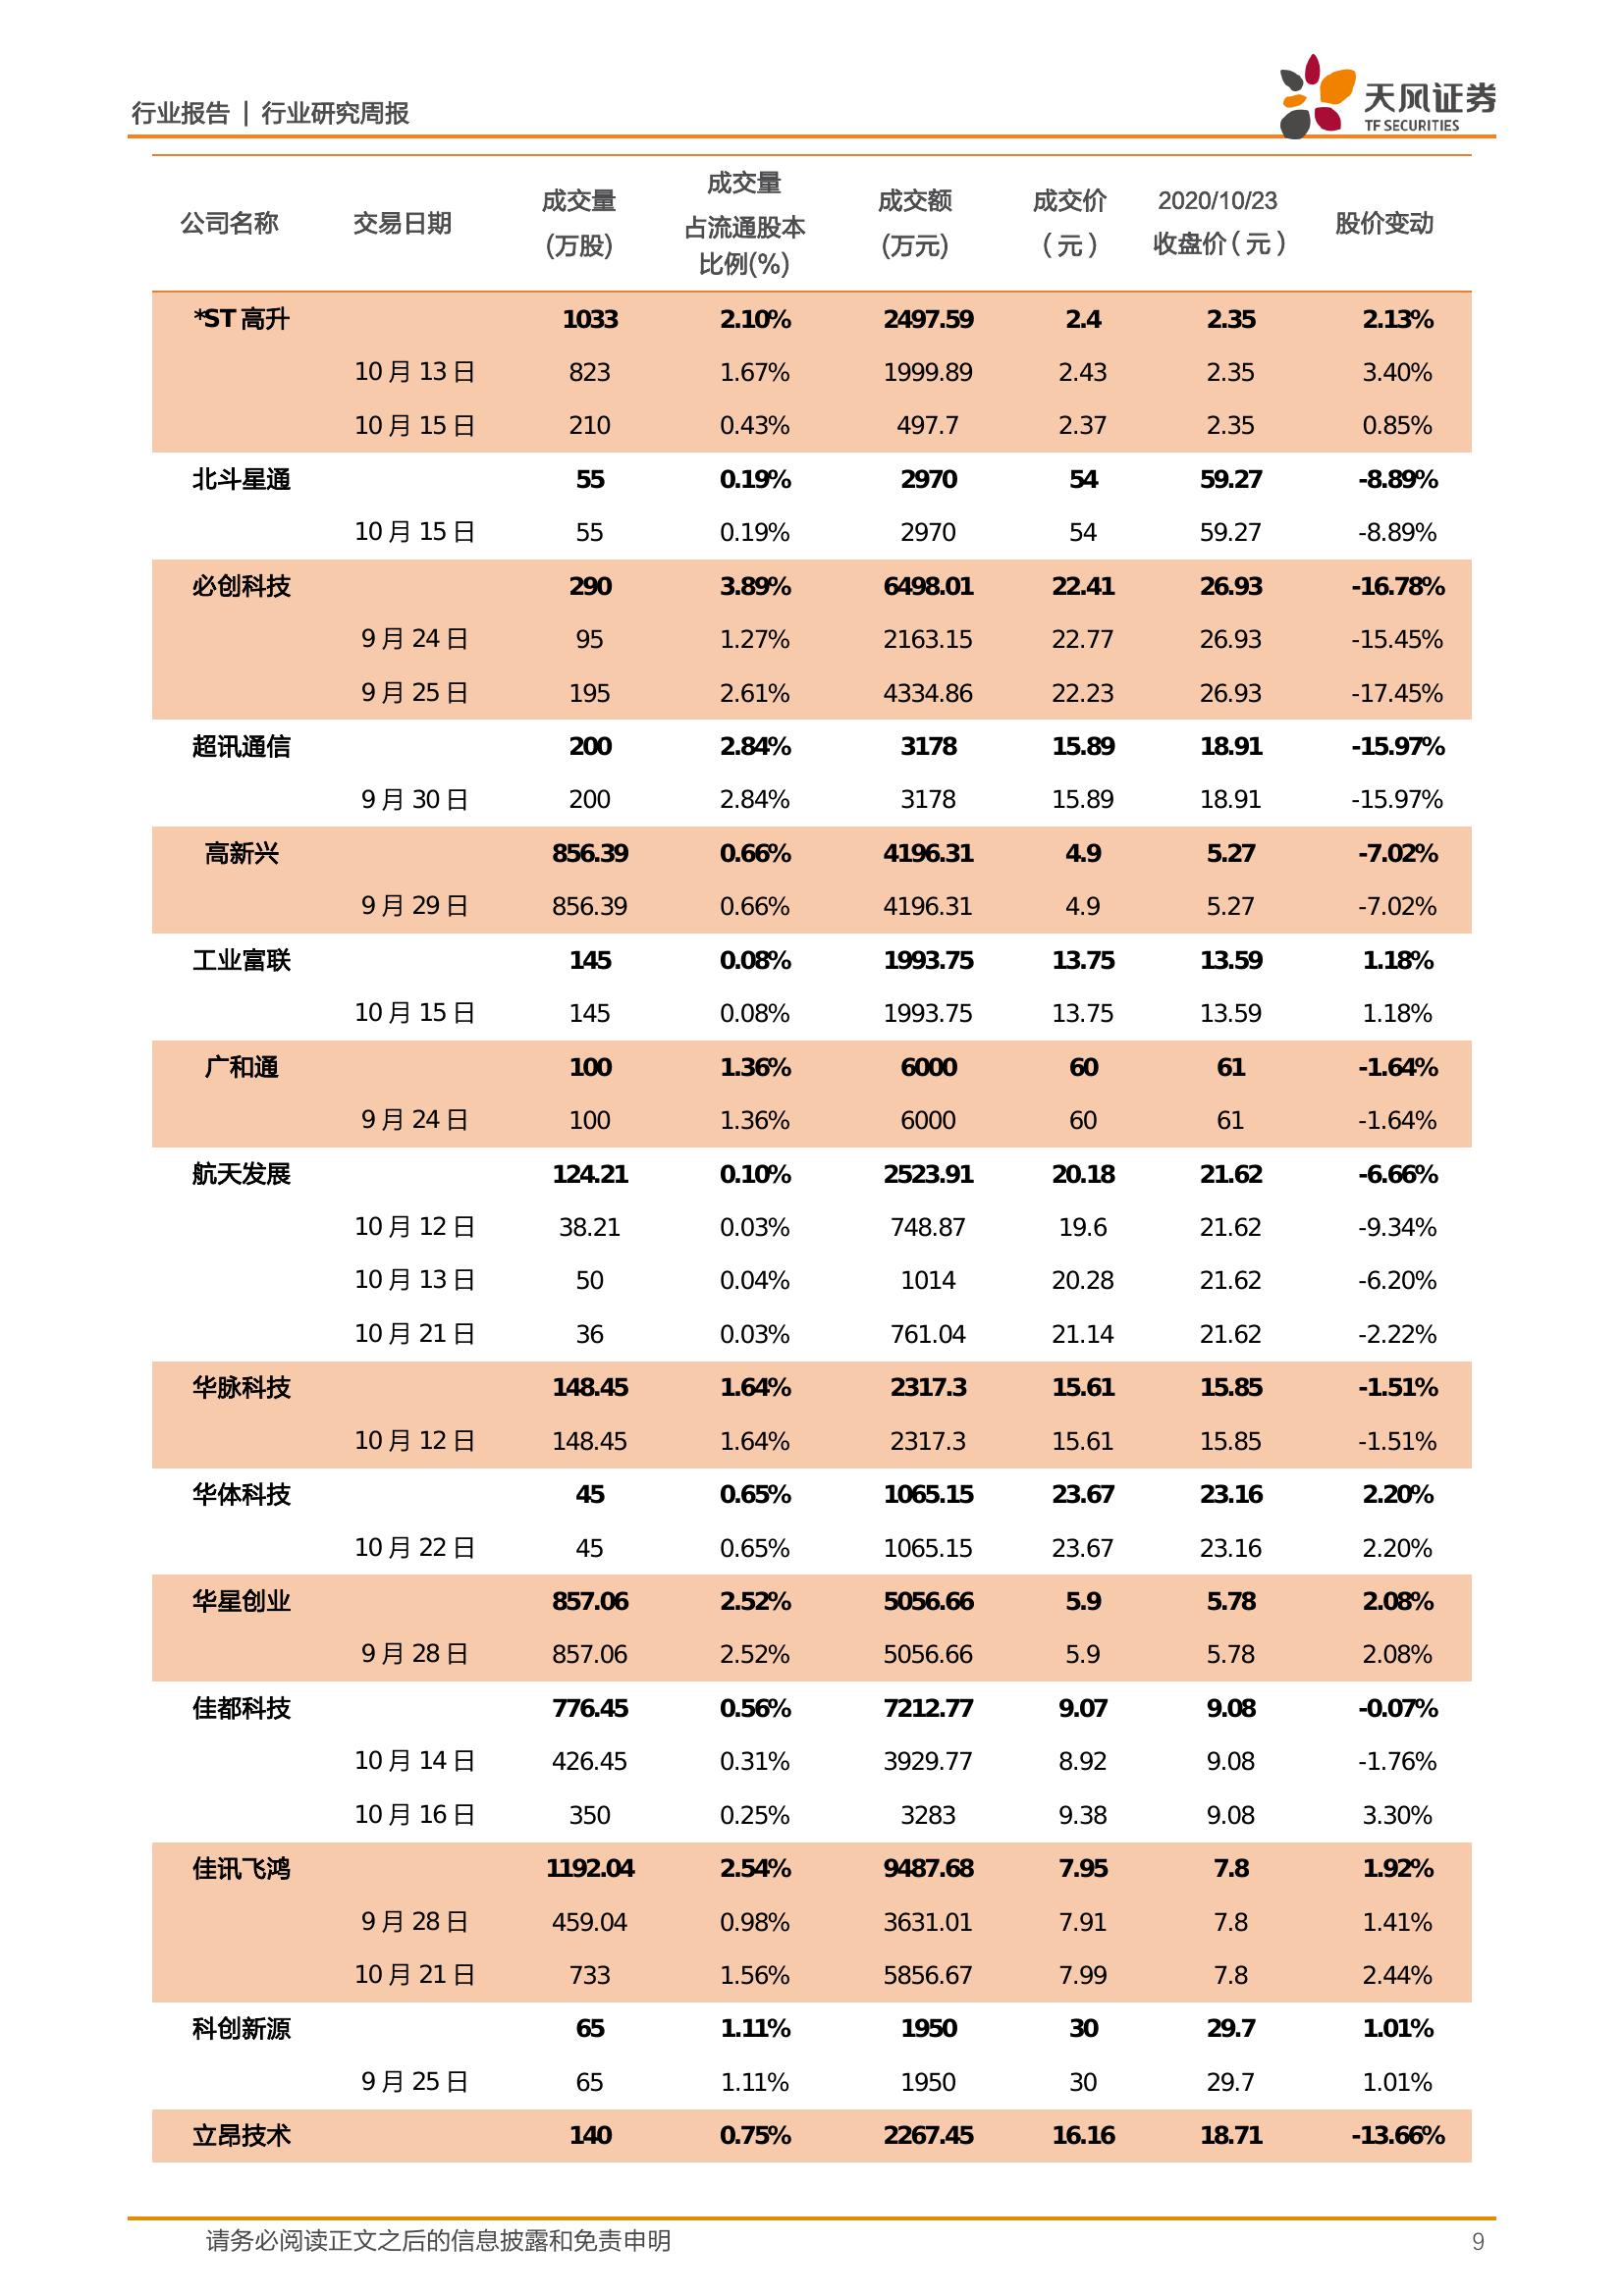 行业报告 | 行业研究周报
天风证券
TF SECURITIES
公司名称 交易日期 成交量 (万股) 成交量 占流通股本 比例(%) 成交额 (万元) 成交价 （元） 2020/10/23 收盘价（元） 股价变动
*ST 高升 1033 2.10% 2497.59 2.4 2.35 2.13%
10 月 13 日 823 1.67% 1999.89 2.43 2.35 3.40%
10 月 15 日 210 0.43% 497.7 2.37 2.35 0.85%
北斗星通 55 0.19% 2970 54 59.27 -8.89%
10 月 15 日 55 0.19% 2970 54 59.27 -8.89%
必创科技 290 3.89% 6498.01 22.41 26.93 -16.78%
9 月 24 日 95 1.27% 2163.15 22.77 26.93 -15.45%
9 月 25 日 195 2.61% 4334.86 22.23 26.93 -17.45%
超讯通信 200 2.84% 3178 15.89 18.91 -15.97%
9 月 30 日 200 2.84% 3178 15.89 18.91 -15.97%
高新兴 856.39 0.66% 4196.31 4.9 5.27 -7.02%
9 月 29 日 856.39 0.66% 4196.31 4.9 5.27 -7.02%
工业富联 145 0.08% 1993.75 13.75 13.59 1.18%
10 月 15 日 145 0.08% 1993.75 13.75 13.59 1.18%
广和通 100 1.36% 6000 60 61 -1.64%
9 月 24 日 100 1.36% 6000 60 61 -1.64%
航天发展 124.21 0.10% 2523.91 20.18 21.62 -6.66%
10 月 12 日 38.21 0.03% 748.87 19.6 21.62 -9.34%
10 月 13 日 50 0.04% 1014 20.28 21.62 -6.20%
10 月 21 日 36 0.03% 761.04 21.14 21.62 -2.22%
华脉科技 148.45 1.64% 2317.3 15.61 15.85 -1.51%
10 月 12 日 148.45 1.64% 2317.3 15.61 15.85 -1.51%
华体科技 45 0.65% 1065.15 23.67 23.16 2.20%
10 月 22 日 45 0.65% 1065.15 23.67 23.16 2.20%
华星创业 857.06 2.52% 5056.66 5.9 5.78 2.08%
9 月 28 日 857.06 2.52% 5056.66 5.9 5.78 2.08%
佳都科技 776.45 0.56% 7212.77 9.07 9.08 -0.07%
10 月 14 日 426.45 0.31% 3929.77 8.92 9.08 -1.76%
10 月 16 日 350 0.25% 3283 9.38 9.08 3.30%
佳讯飞鸿 1192.04 2.54% 9487.68 7.95 7.8 1.92%
9 月 28 日 459.04 0.98% 3631.01 7.91 7.8 1.41%
10 月 21 日 733 1.56% 5856.67 7.99 7.8 2.44%
科创新源 65 1.11% 1950 30 29.7 1.01%
9 月 25 日 65 1.11% 1950 30 29.7 1.01%
立昂技术 140 0.75% 2267.45 16.16 18.71 -13.66%
请务必阅读正文之后的信息披露和免责申明 9